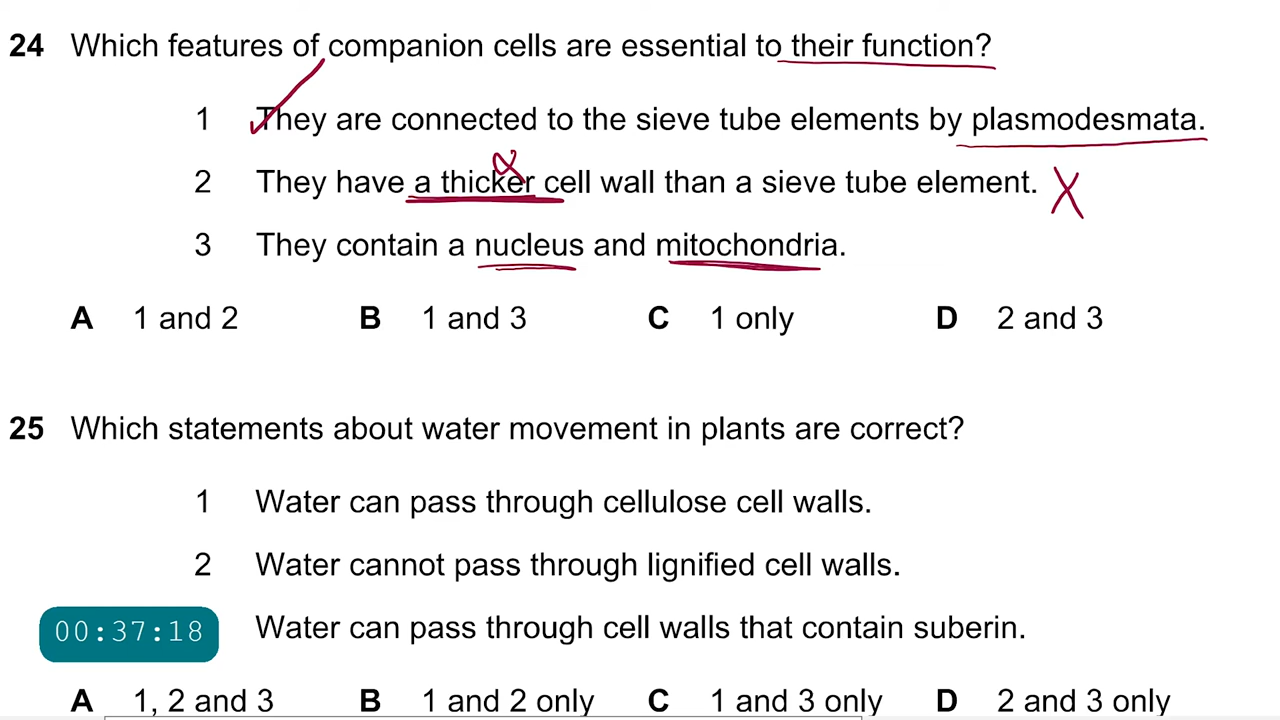 24 Which features of companion cells are essential to their function?
1 They are connected to the sieve tube elements by plasmodesmata.
2 They have a thicker cell wall than a sieve tube element. X
3 They contain a nucleus and mitochondria.
A 1 and 2 B 1 and 3 C 1 only D 2 and 3
25 Which statements about water movement in plants are correct?
1 Water can pass through cellulose cell walls.
2 Water cannot pass through lignified cell walls.
00:37:18 Water can pass through cell walls that contain suberin.
A 1, 2 and 3 B 1 and 2 only C 1 and 3 only D 2 and 3 only